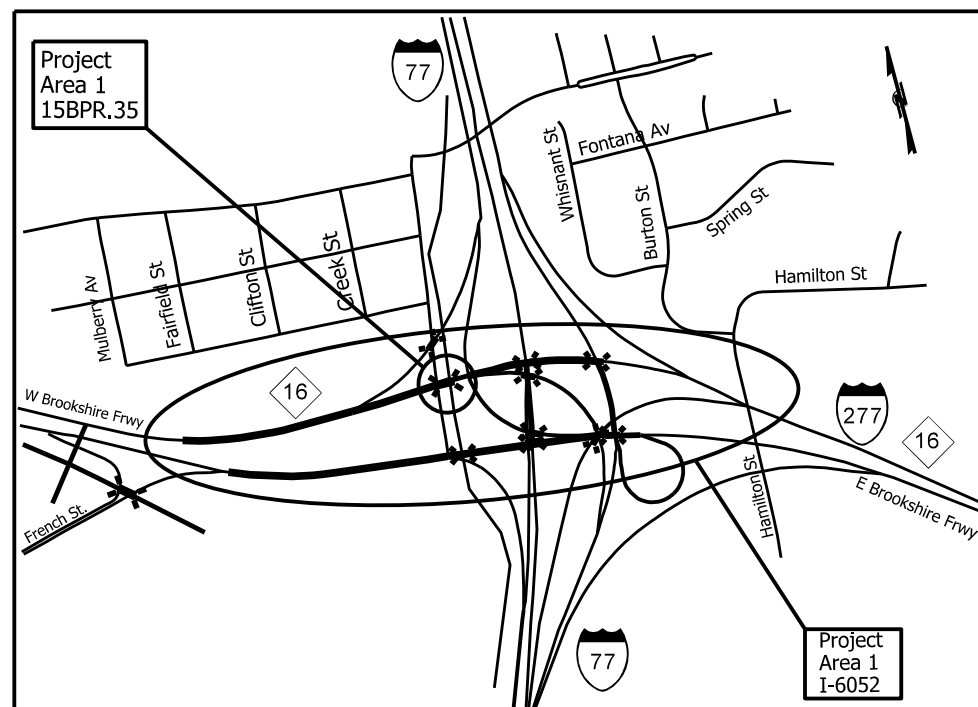 Project
Area 1
15BPR.35
77
Whisnant St
Fontana Av
Burton St
Spring St
Hamilton St
Mulberry Av
Fairfield St
Clifton St
Creek St
16
W Brookshire Frwy
French St.
277
16
E Brookshire Frwy
Hamilton St
77
Project
Area 1
I-6052